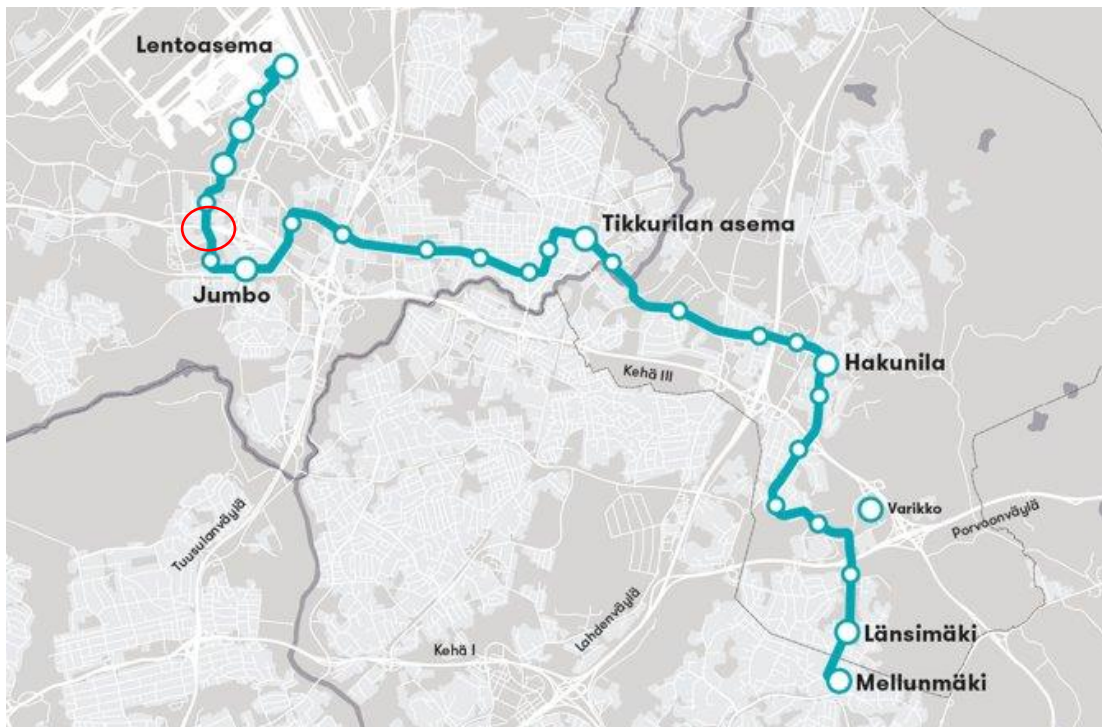 Lentoasema
Tikkurilan asema
Jumbo
Hakunila
Kehä III
Varikko
Porvoonväylä
Tuusulanväylä
Lahdenväylä
Länsimäki
Kehä I
Mellunmäki